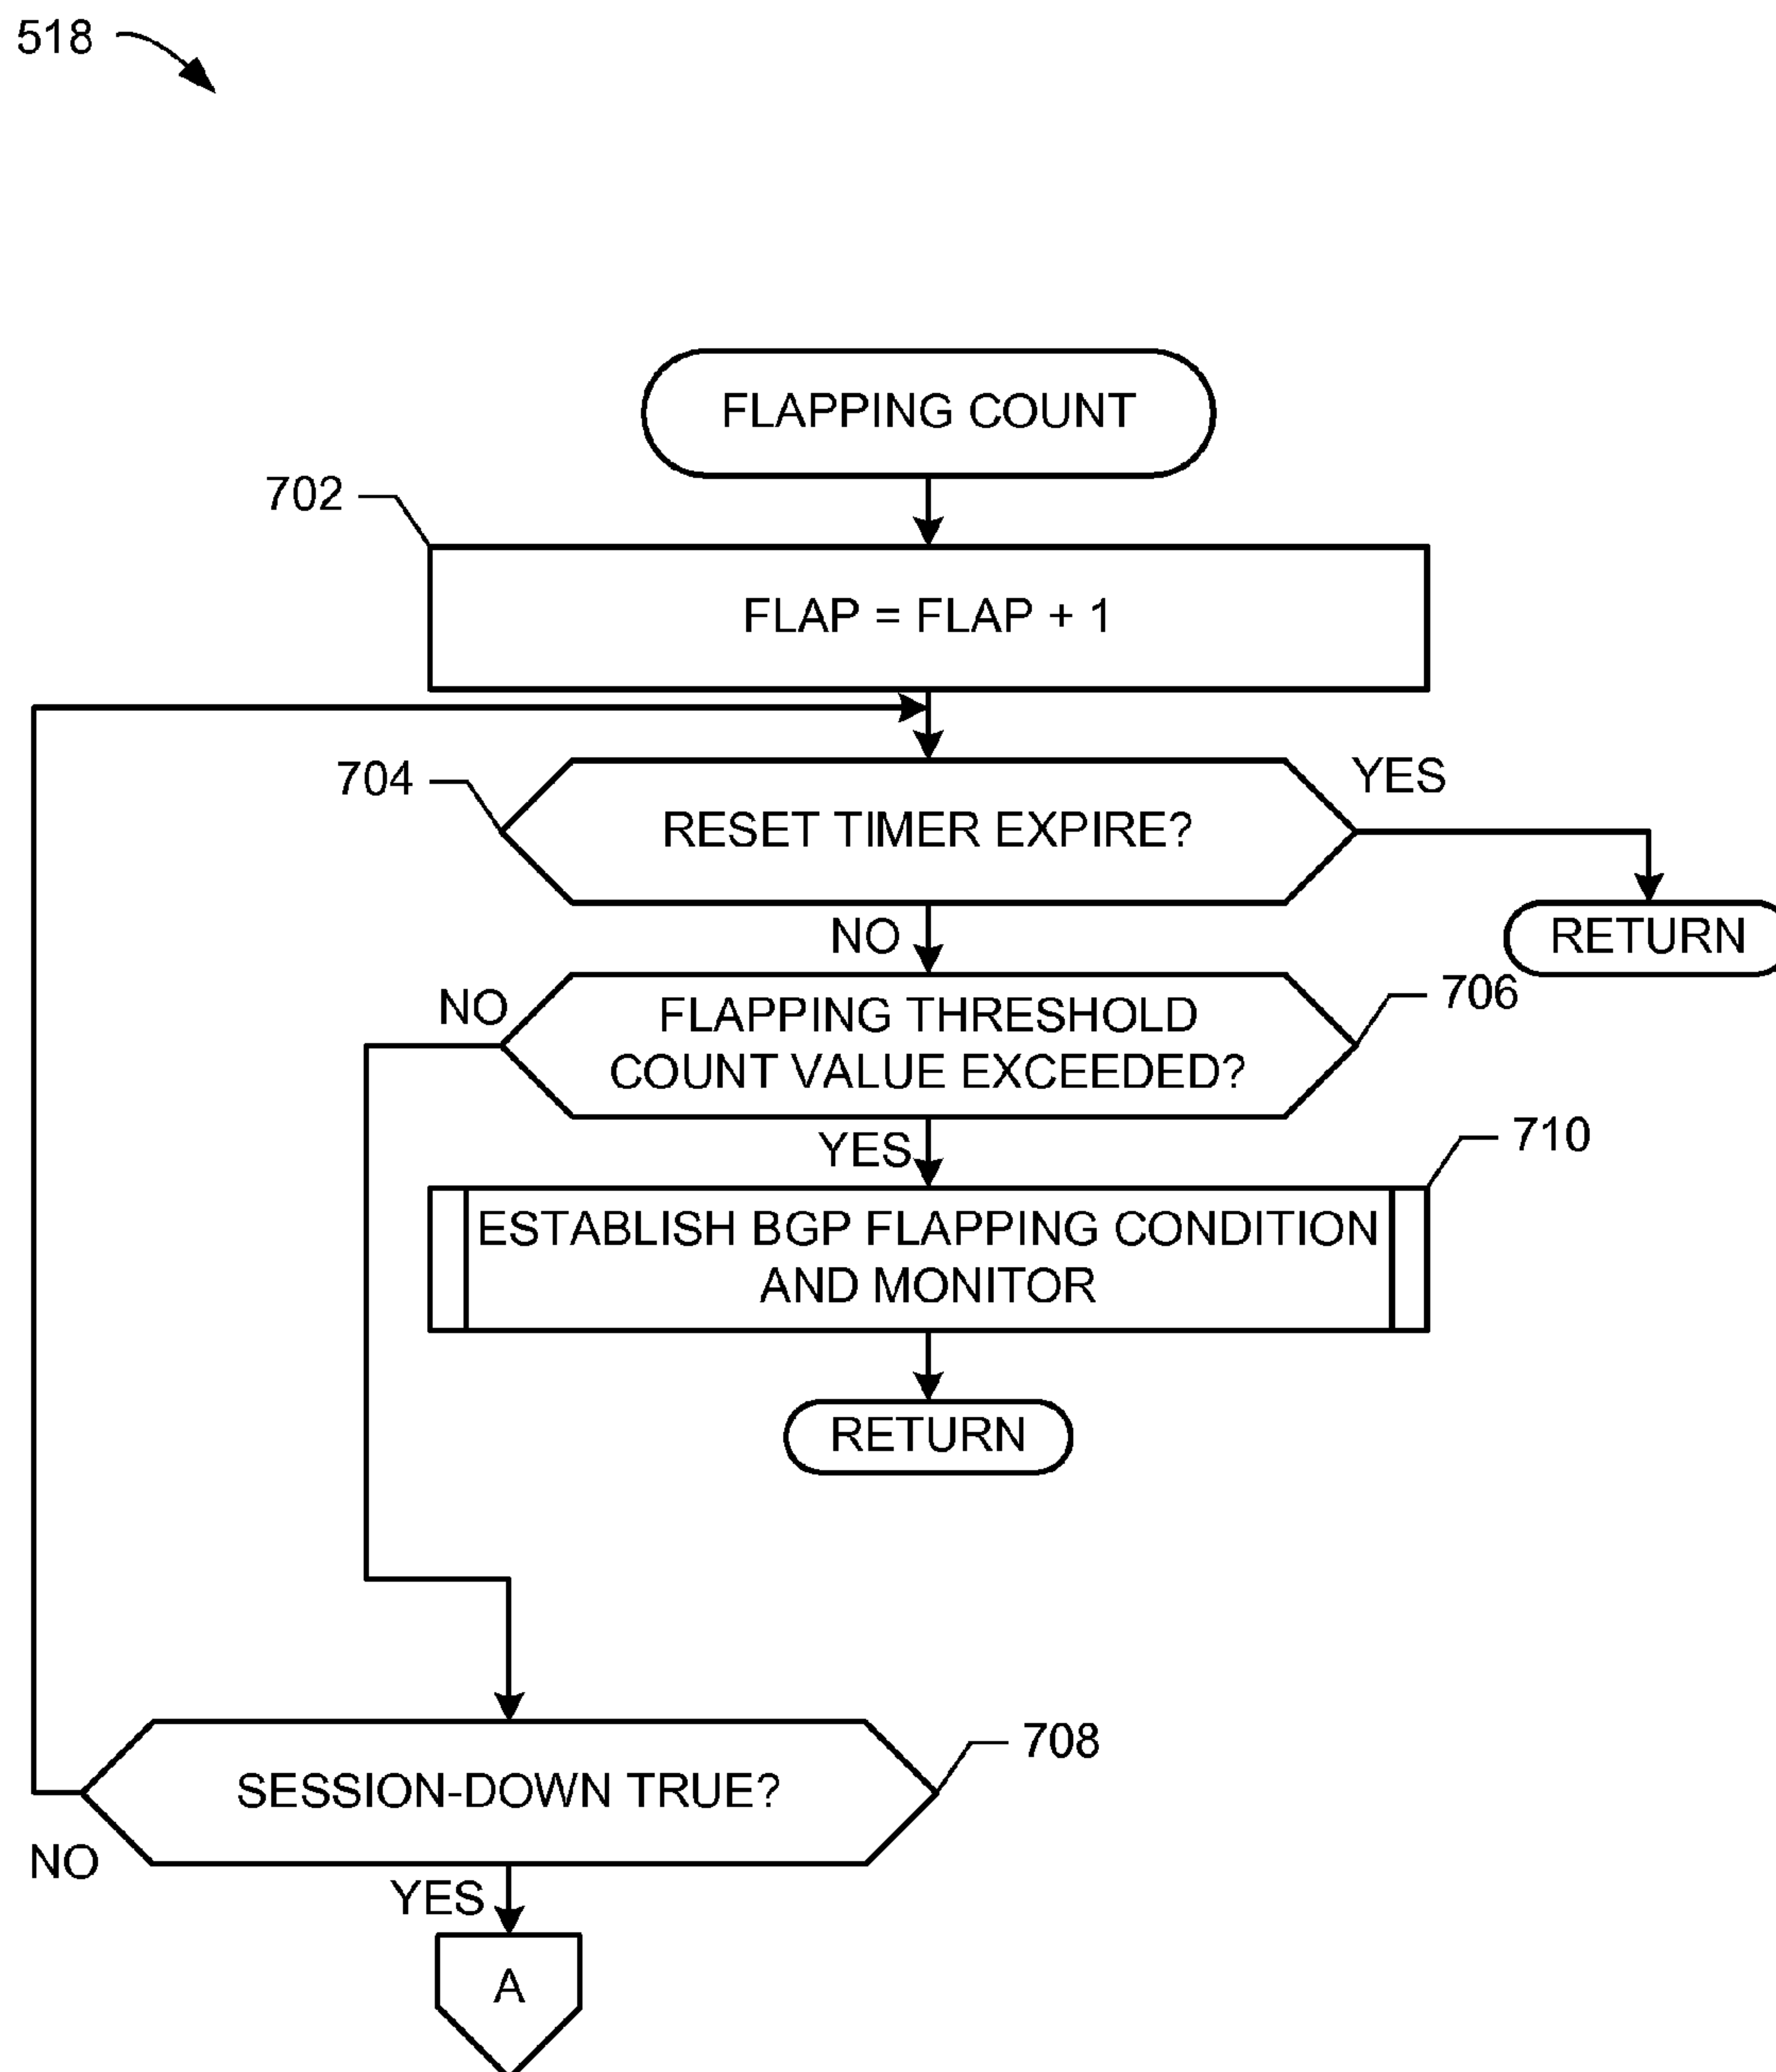 518
FLAPPING COUNT
702
FLAP = FLAP + 1
704
RESET TIMER EXPIRE?
YES
RETURN
NO
706
NO
FLAPPING THRESHOLD
COUNT VALUE EXCEEDED?
YES
710
ESTABLISH BGP FLAPPING CONDITION
AND MONITOR
RETURN
708
SESSION-DOWN TRUE?
NO
YES
A